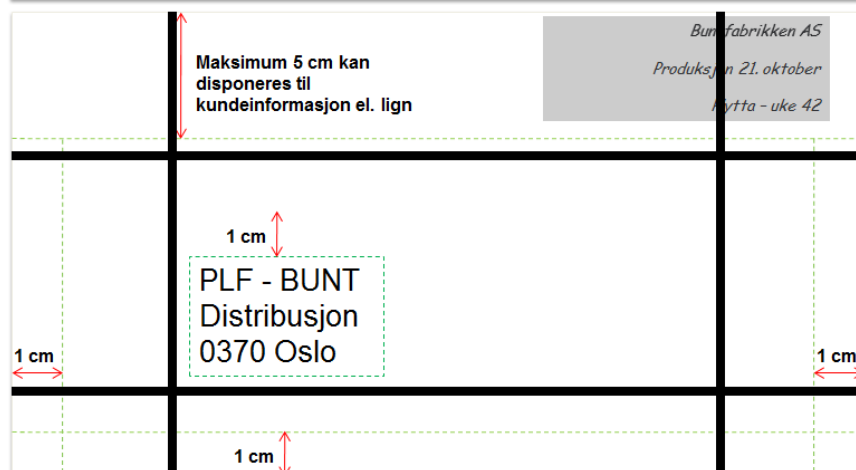 Maksimum 5 cm kan
disponeres til
kundeinformasjon el. lign
AS
21. oktober
– uke 42
1 cm
PLF - BUNT
Distribusjon
0370 Oslo
1 cm
1 cm
1 cm